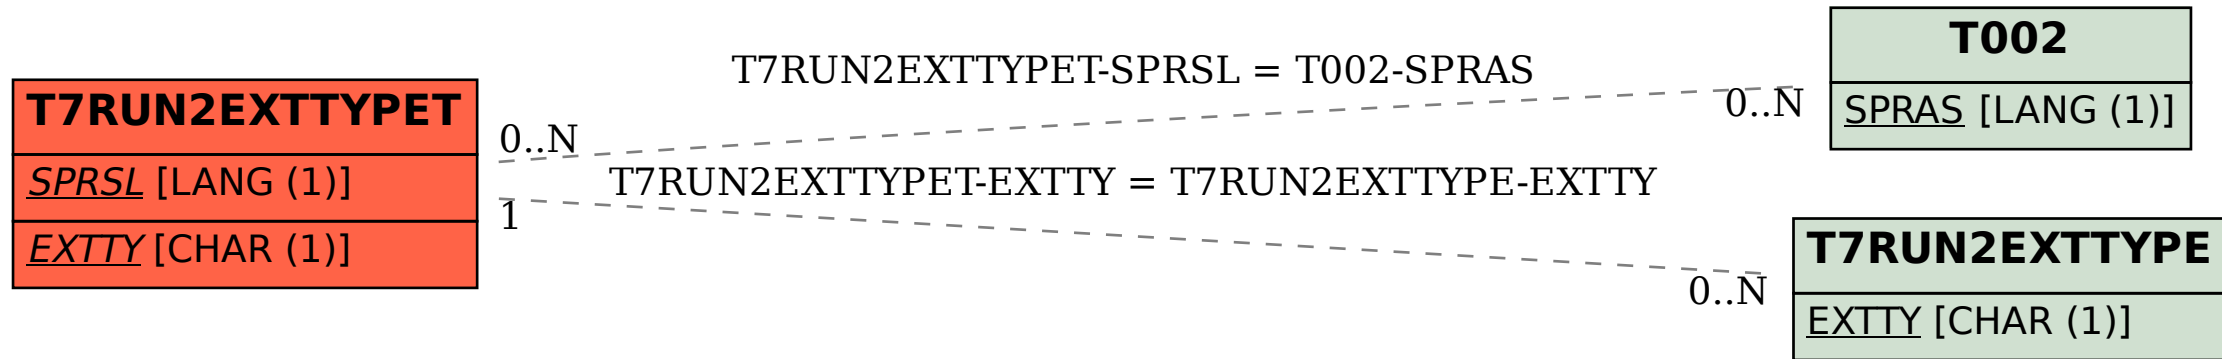 T7RUN2EXTTYPET
SPRSL [LANG (1)]
EXTTY [CHAR (1)]
T7RUN2EXTTYPET-SPRSL = T002-SPRAS
0..N
0..N
T7RUN2EXTTYPET-EXTTY = T7RUN2EXTTYPE-EXTTY
1
0..N
T002
SPRAS [LANG (1)]
T7RUN2EXTTYPE
EXTTY [CHAR (1)]